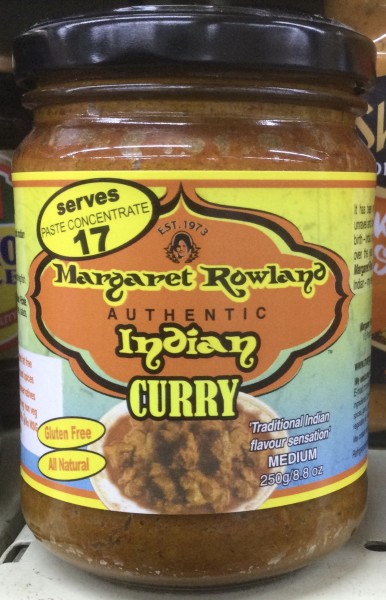 serves
PASTE CONCENTRATE
17
EST. 1973
Margaret Rowland
AUTHENTIC
Indian
CURRY
Gluten Free
All Natural
'Traditional Indian
flavour sensation'
MEDIUM
250g/8.8 oz